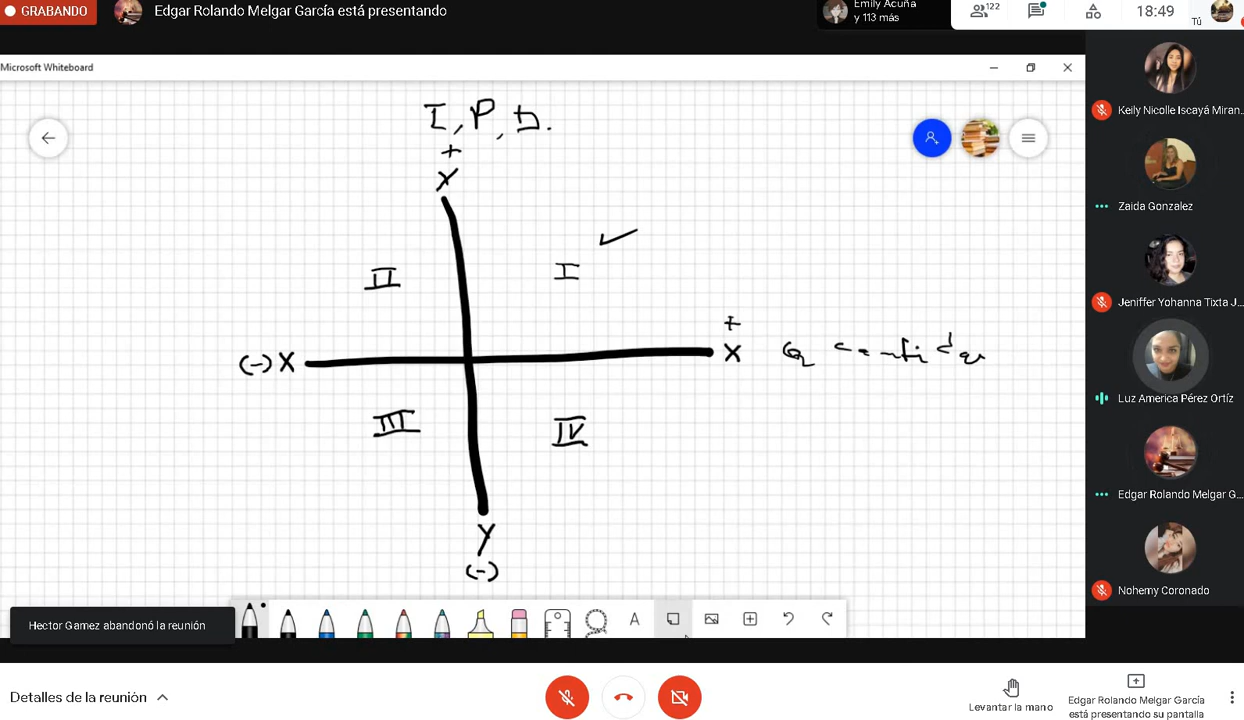 GRABANDO
Edgar Rolando Melgar García está presentando
Emily Acuña
y 113 más
122
18:49
Tú
Microsoft Whiteboard
I, P, D.
+
X
II
I
+
(-) X
X
III
IV
Y
(-)
Keily Nicolle Iscayá Miran...
Zaida Gonzalez
Jeniffer Yohanna Tixta J...
Luz America Pérez Ortíz
Edgar Rolando Melgar G...
Nohemy Coronado
A
Hector Gamez abandonó la reunión
Detalles de la reunión
Levantar la mano
Edgar Rolando Melgar García
está presentando su pantalla